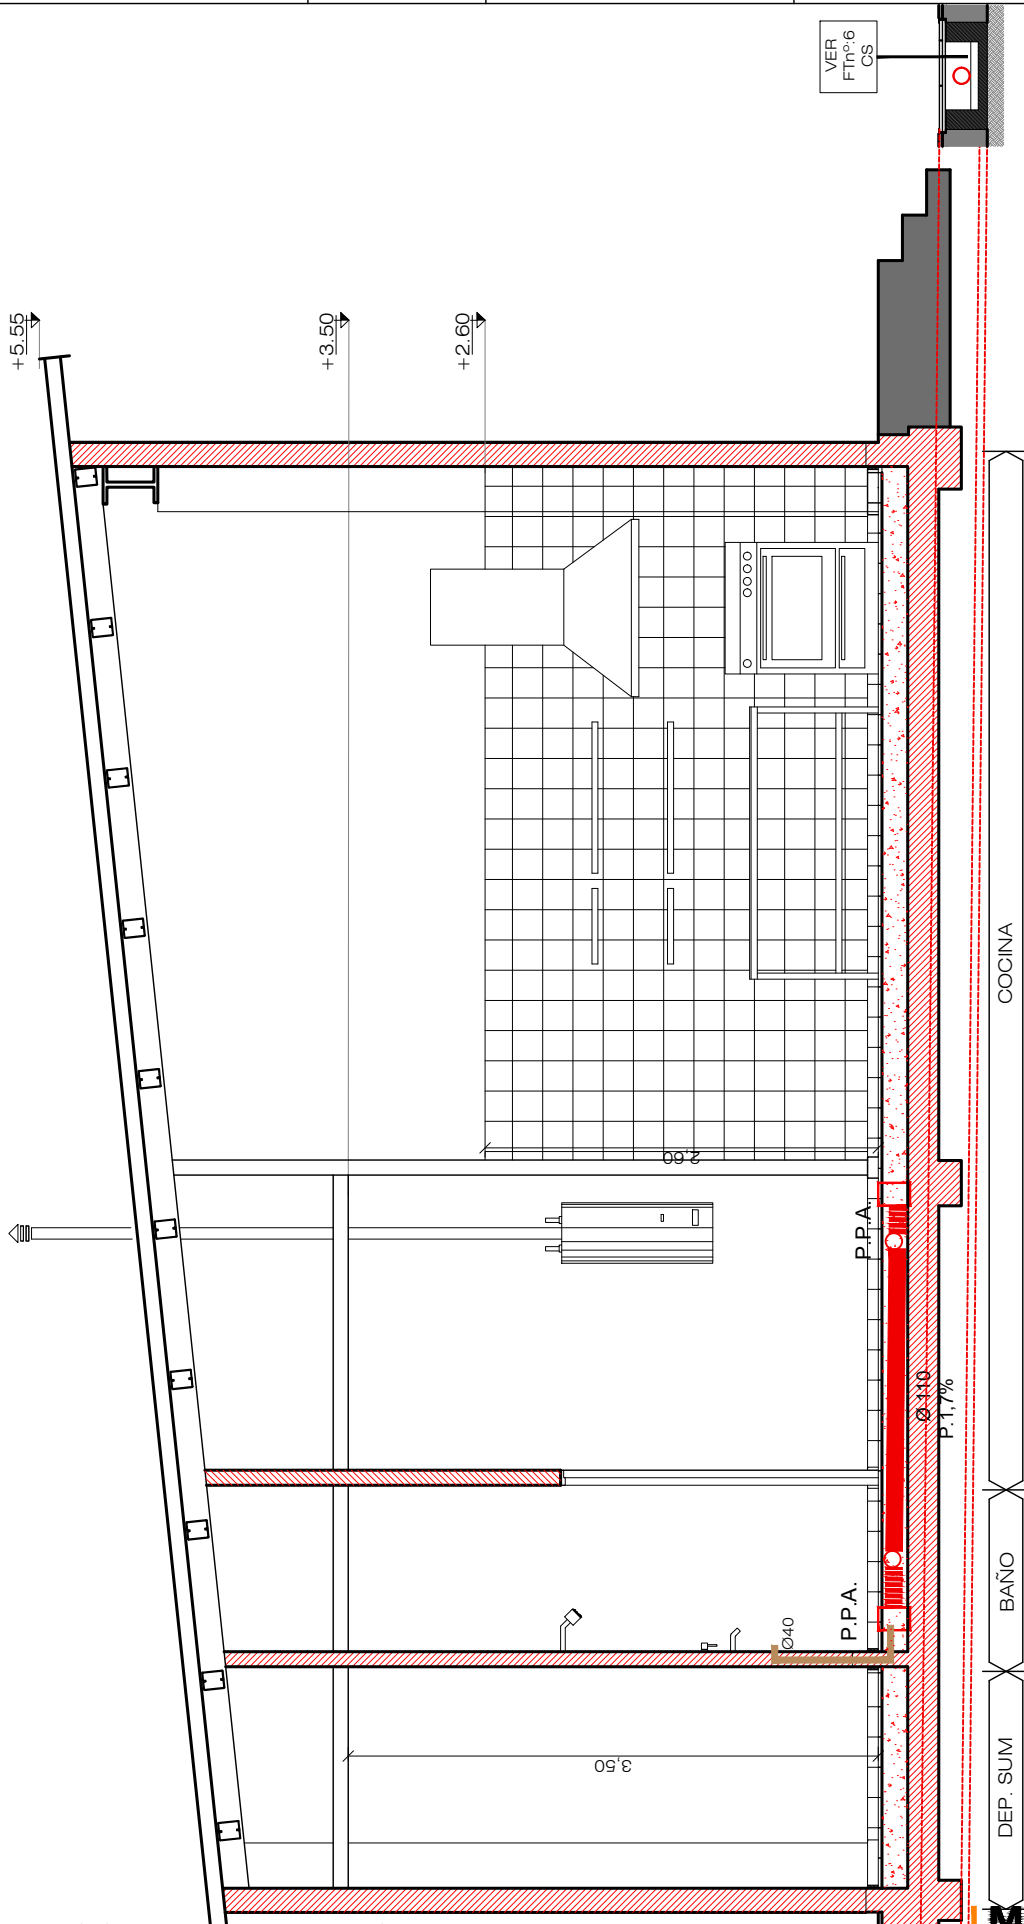 VER
FTnº:6
CS
+5.55
+3.50
+2.60
2,60
P.P.A.
Ø 110
P.1,7%
P.P.A.
Ø40
3,50
COCINA
BAÑO
DEP. SUM
M